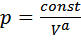 p = const / V^a